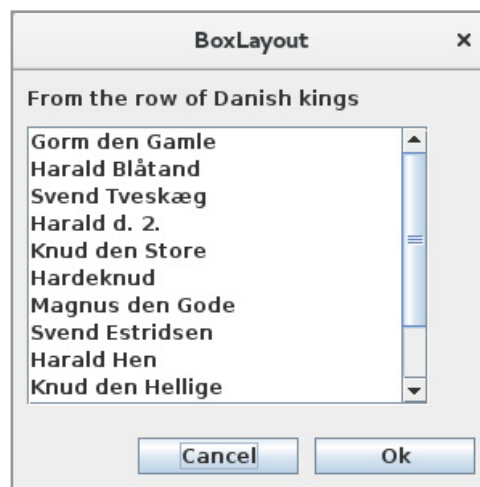 BoxLayout
From the row of Danish kings
Gorm den Gamle
Harald Blåtand
Svend Tveskæg
Harald d. 2.
Knud den Store
Hardeknud
Magnus den Gode
Svend Estridsen
Harald Hen
Knud den Hellige
Cancel Ok